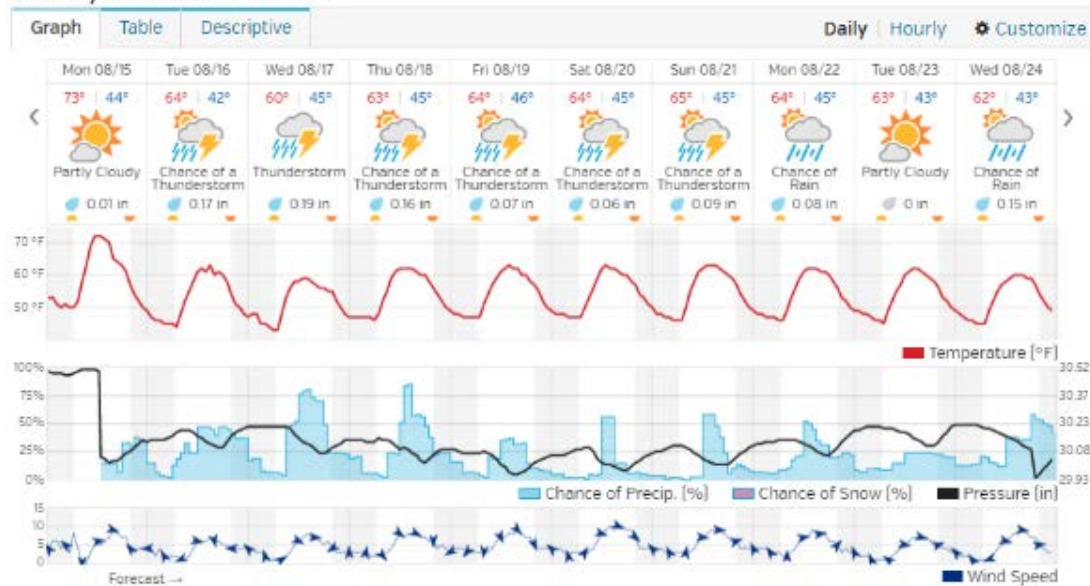 Graph Table Descriptive Daily Hourly Customize
Mon 08/15 Tue 08/16 Wed 08/17 Thu 08/18 Fri 08/19 Sat 08/20 Sun 08/21 Mon 08/22 Tue 08/23 Wed 08/24
73° 44° 64° 42° 60° 45° 63° 45° 64° 46° 64° 45° 65° 45° 64° 45° 63° 43° 62° 43°
Partly Cloudy Chance of a Thunderstorm Chance of a Chance of a Chance of a Chance of a Chance of Partly Cloudy Chance of
Thunderstorm Thunderstorm Thunderstorm Thunderstorm Thunderstorm Rain Rain
0.01 in 0.17 in 0.19 in 0.16 in 0.07 in 0.06 in 0.09 in 0.08 in 0 in 0.15 in
70 °F
60 °F
50 °F
Temperature [°F]
100% 30.52
75% 30.37
50% 30.23
25% 30.08
0% 29.93
Chance of Precip. [%] Chance of Snow [%] Pressure [in]
15
10
5
0
Forecast → Wind Speed